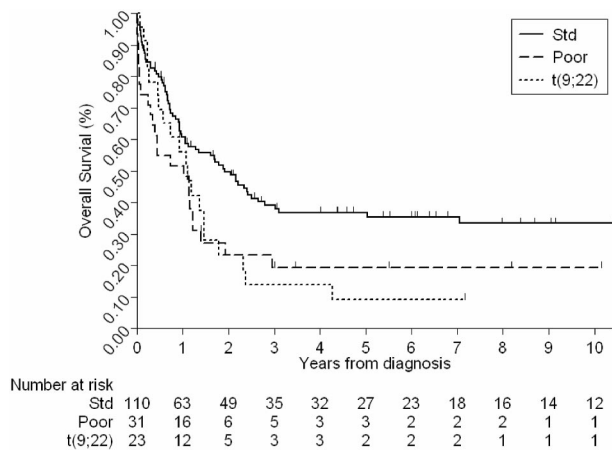 Std
Poor
t(9;22)
Overall Survial (%)
1.00
0.90
0.80
0.70
0.60
0.50
0.40
0.30
0.20
0.10
0.00
0 1 2 3 4 5 6 7 8 9 10
Years from diagnosis
Number at risk
Std 110 63 49 35 32 27 23 18 16 14 12
Poor 31 16 6 5 3 3 2 2 2 1 1
t(9;22) 23 12 5 3 3 2 2 2 1 1 1